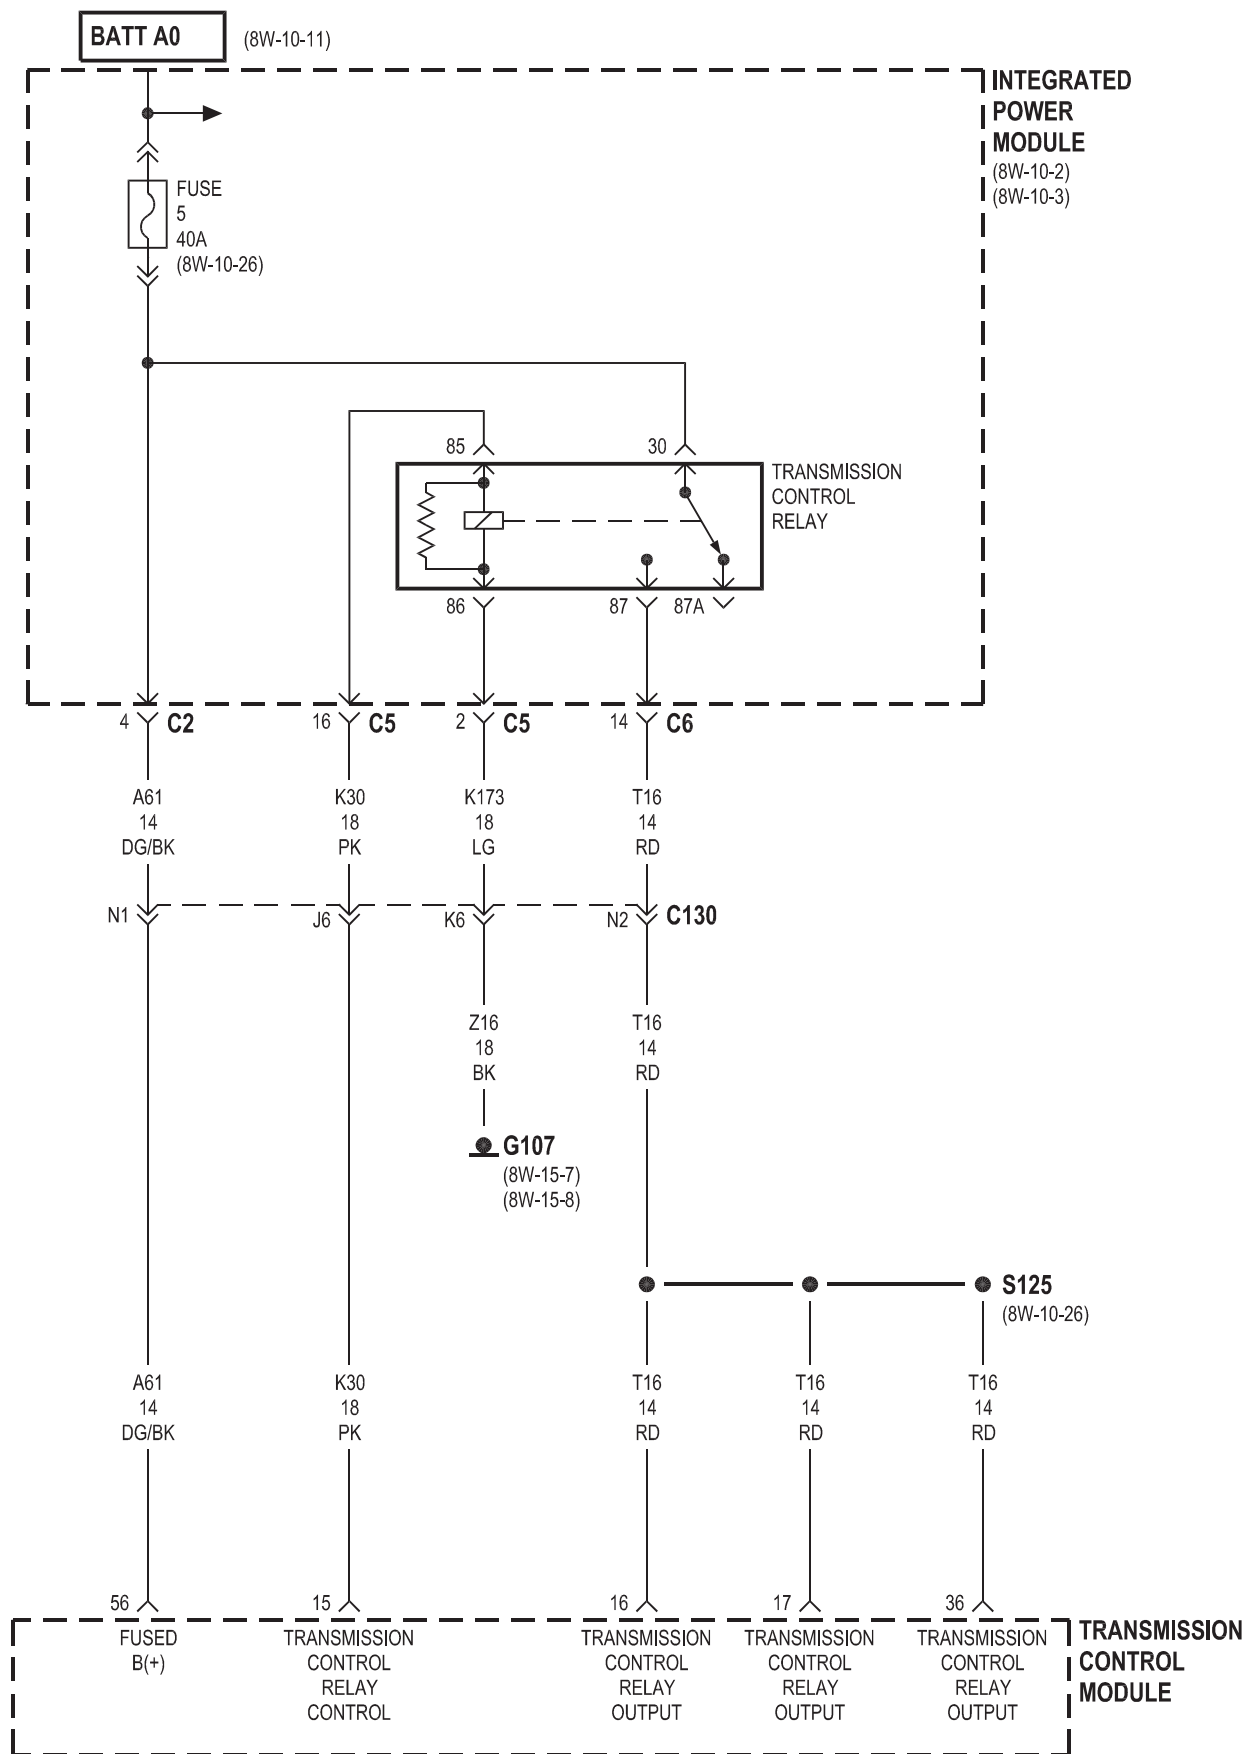 BATT A0 (8W-10-11)
INTEGRATED
POWER
MODULE
(8W-10-2)
(8W-10-3)
FUSE
5
40A
(8W-10-26)
85 30
TRANSMISSION
CONTROL
RELAY
86 87 87A
4 C2 16 C5 2 C5 14 C6
A61 K30 K173 T16
14 18 18 14
DG/BK PK LG RD
N1 J6 K6 N2 C130
Z16 T16
18 14
BK RD
G107
(8W-15-7)
(8W-15-8)
S125
(8W-10-26)
A61 K30 T16 T16 T16
14 18 14 14 14
DG/BK PK RD RD RD
56 15 16 17 36
FUSED TRANSMISSION TRANSMISSION TRANSMISSION TRANSMISSION
B(+) CONTROL CONTROL CONTROL CONTROL
RELAY RELAY RELAY RELAY
CONTROL OUTPUT OUTPUT OUTPUT
TRANSMISSION
CONTROL
MODULE